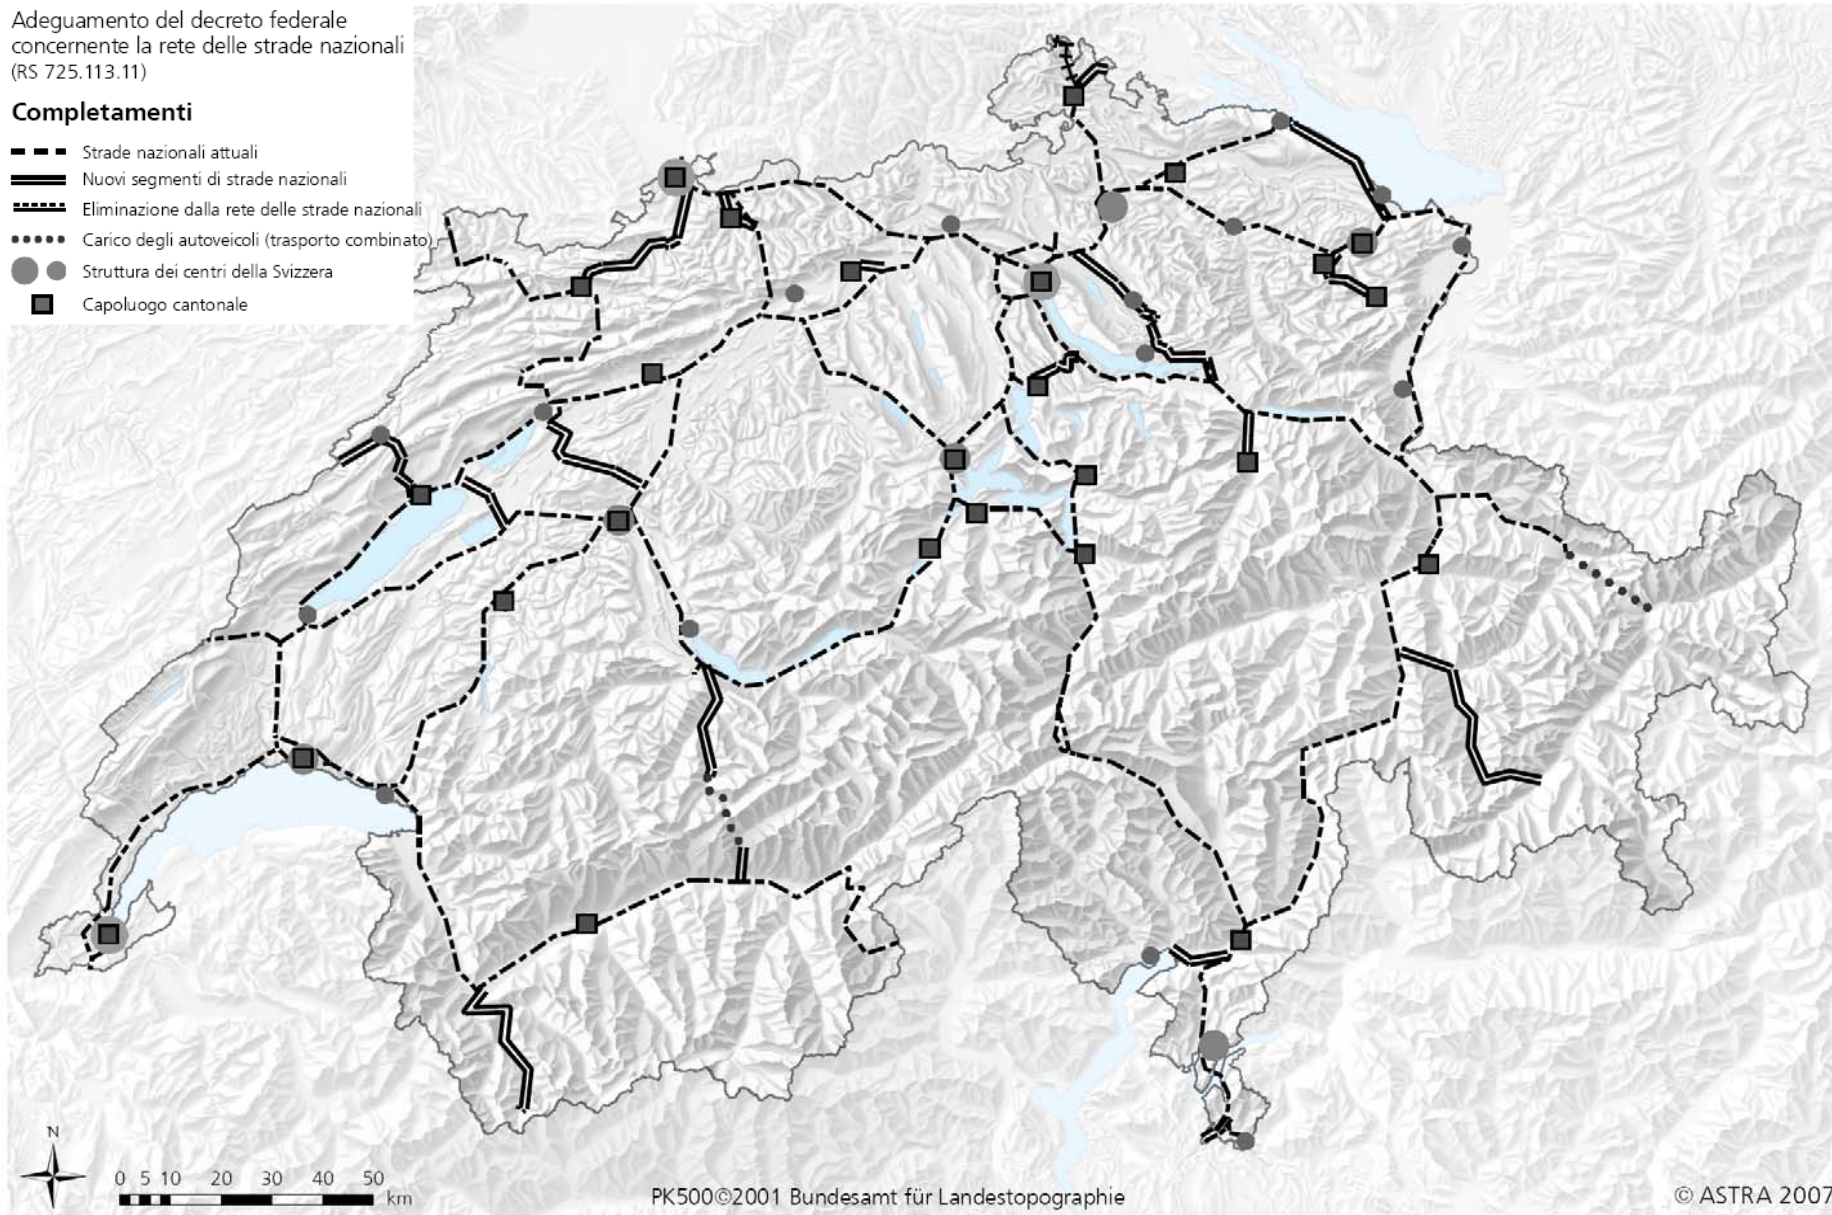 Adeguamento del decreto federale
concernente la rete delle strade nazionali
(RS 725.113.11)
Completamenti
Strade nazionali attuali
Nuovi segmenti di strade nazionali
Eliminazione dalla rete delle strade nazionali
Carico degli autoveicoli (trasporto combinato)
Struttura dei centri della Svizzera
Capoluogo cantonale
N
0 5 10 20 30 40 50
km
PK500©2001 Bundesamt für Landestopographie
© ASTRA 2007